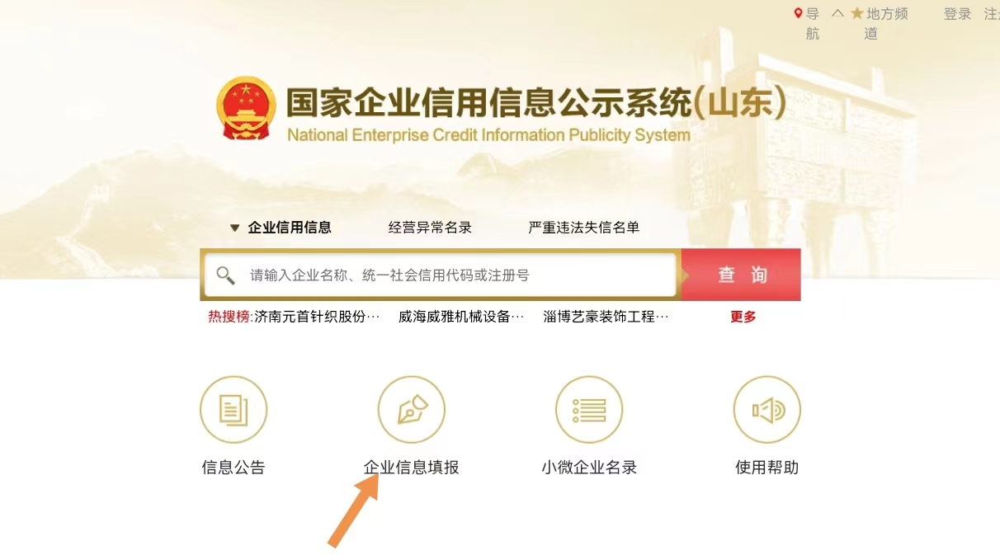 导航
地方频道
登录
国家企业信用信息公示系统(山东)
National Enterprise Credit Information Publicity System
企业信用信息 经营异常名录 严重违法失信名单
请输入企业名称、统一社会信用代码或注册号
查 询
热搜榜:济南元首针织股份… 威海威雅机械设备… 淄博艺豪装饰工程… 更多
信息公告 企业信息填报 小微企业名录 使用帮助